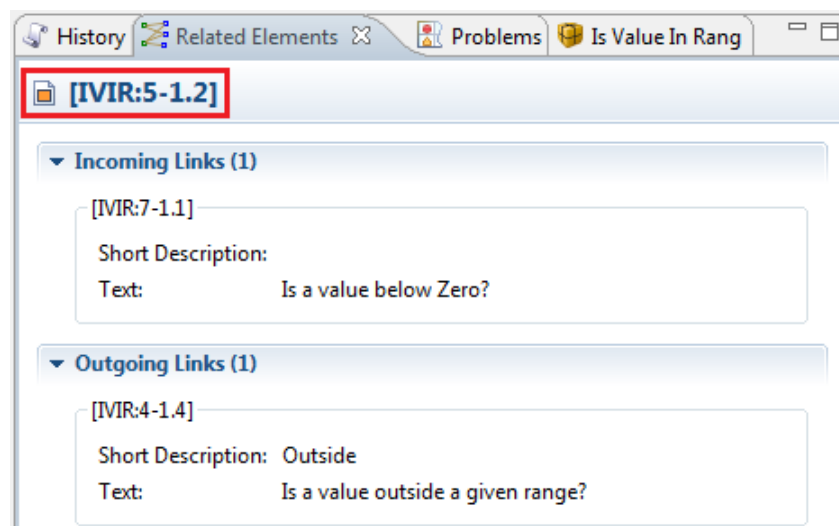 History Related Elements Problems Is Value In Rang
[IVIR:5-1.2]
Incoming Links (1)
[IVIR:7-1.1]
Short Description:
Text: Is a value below Zero?
Outgoing Links (1)
[IVIR:4-1.4]
Short Description: Outside
Text: Is a value outside a given range?